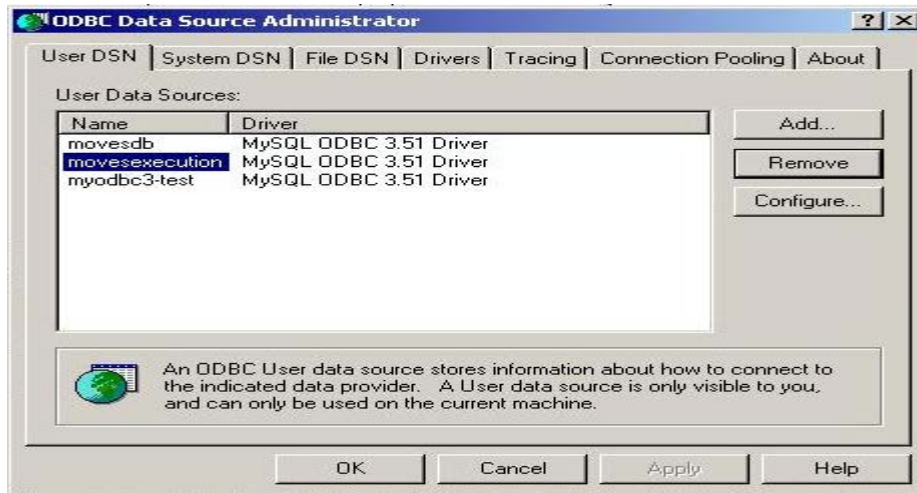 ODBC Data Source Administrator
User DSN System DSN File DSN Drivers Tracing Connection Pooling About
User Data Sources:
Name Driver
movesdb MySQL ODBC 3.51 Driver
movesexecution MySQL ODBC 3.51 Driver
myodbc3-test MySQL ODBC 3.51 Driver
Add...
Remove
Configure...
An ODBC User data source stores information about how to connect to
the indicated data provider. A User data source is only visible to you,
and can only be used on the current machine.
OK Cancel Apply Help